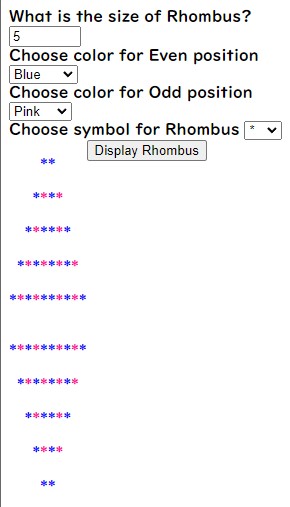 What is the size of Rhombus?
5
Choose color for Even position
Blue
Choose color for Odd position
Pink
Choose symbol for Rhombus *
Display Rhombus
**
****
******
********
**********
**********
********
******
****
**